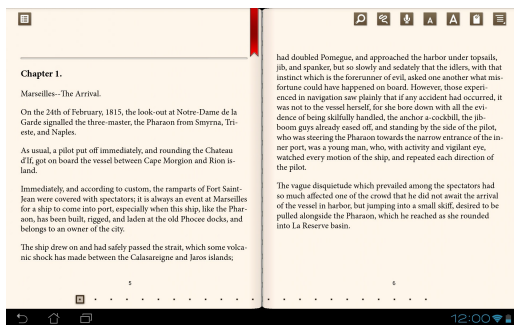 Chapter 1.
Marseilles--The Arrival.
On the 24th of February, 1815, the look-out at Notre-Dame de la
Garde signalled the three-master, the Pharaon from Smyrna, Tri-
este, and Naples.
As usual, a pilot put off immediately, and rounding the Chateau
d'If, got on board the vessel between Cape Morgion and Rion is-
land.
Immediately, and according to custom, the ramparts of Fort Saint-
Jean were covered with spectators; it is always an event at Marseilles
for a ship to come into port, especially when this ship, like the Phar-
aon, has been built, rigged, and laden at the old Phocee docks, and
belongs to an owner of the city.
The ship drew on and had safely passed the strait, which some volca-
nic shock has made between the Calasareigne and Jaros islands;
5
A A
had doubled Pomegue, and approached the harbor under topsails,
jib, and spanker, but so slowly and sedately that the idlers, with that
instinct which is the forerunner of evil, asked one another what mis-
fortune could have happened on board. However, those experi-
enced in navigation saw plainly that if any accident had occurred, it
was not to the vessel herself, for she bore down with all the evi-
dence of being skilfully handled, the anchor a-cockbill, the jib-
boom guys already eased off, and standing by the side of the pilot,
who was steering the Pharaon towards the narrow entrance of the in-
ner port, was a young man, who, with activity and vigilant eye,
watched every motion of the ship, and repeated each direction of
the pilot.
The vague disquietude which prevailed among the spectators had
so much affected one of the crowd that he did not await the arrival
of the vessel in harbor, but jumping into a small skiff, desired to be
pulled alongside the Pharaon, which he reached as she rounded
into La Reserve basin.
6
12:00